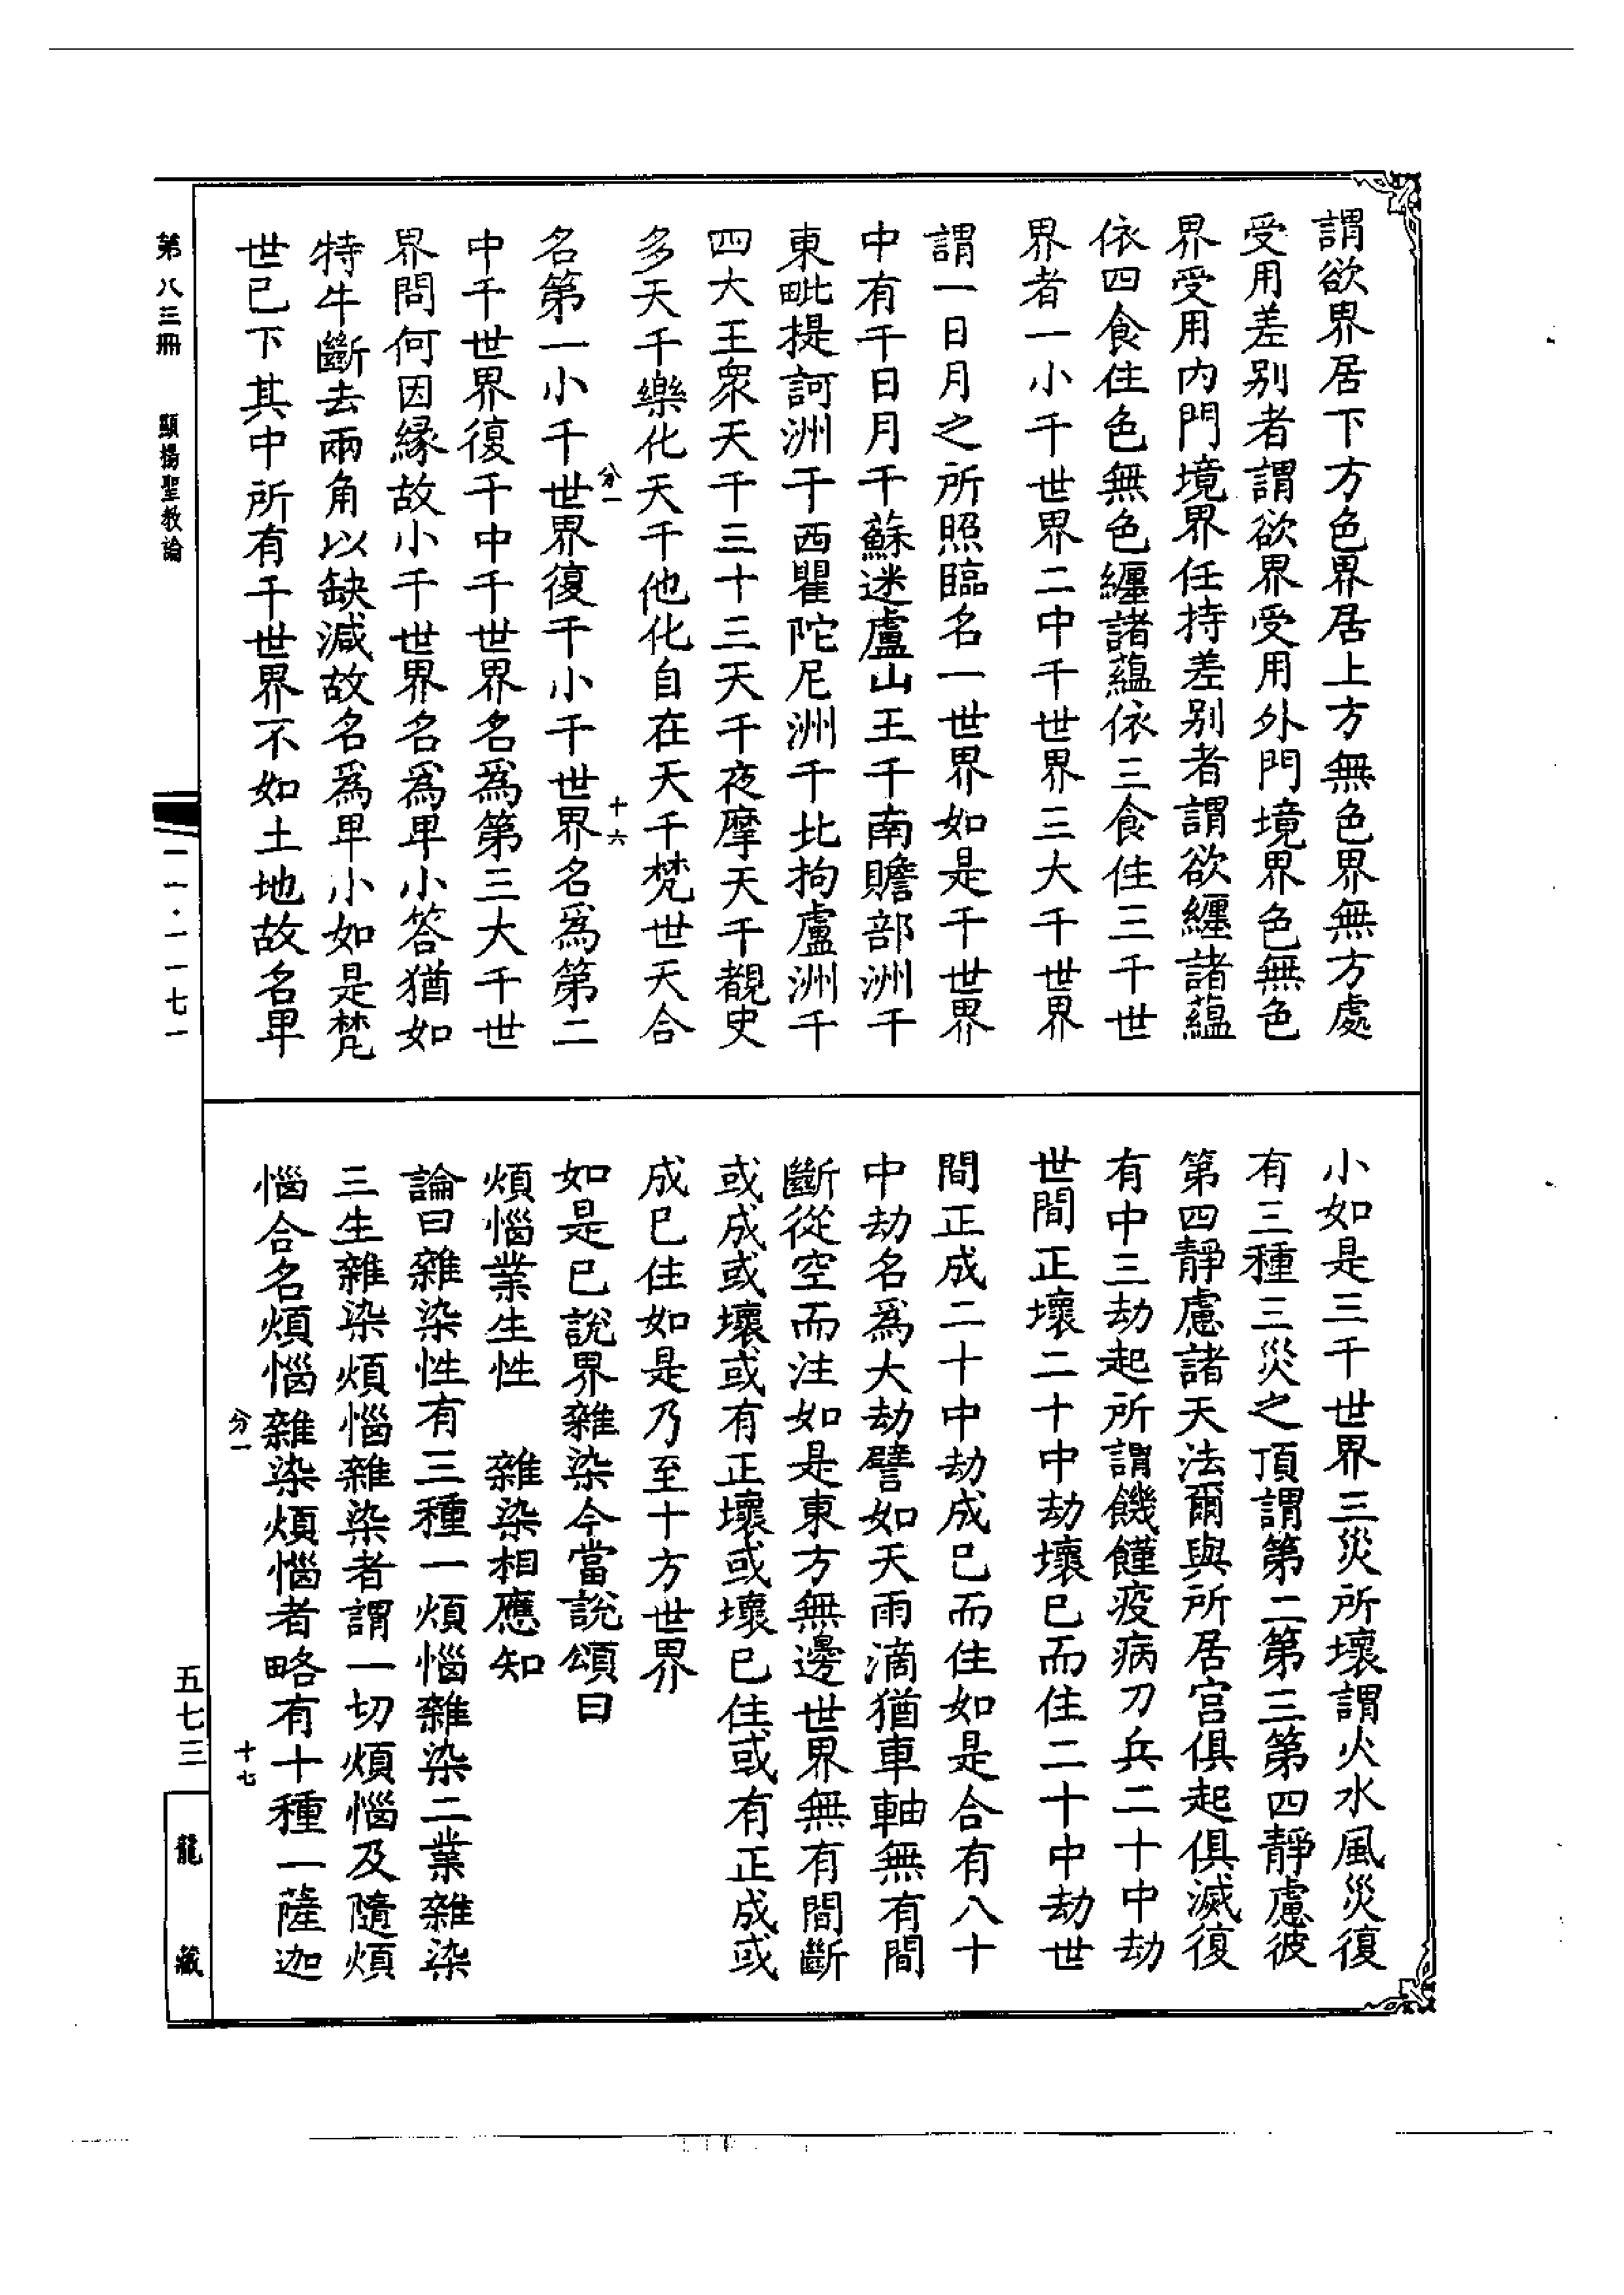 謂欲界居下方色界居上方無色界無方處
受用差别者謂欲界受用外門境界色無色
界受用内門境界任持差别者謂欲纏諸蘊
依四食住色無色纏諸蘊依三食住三千世
界者一小千世界二中千世界三大千世界
謂一日月之所照臨名一世界如是千世界
中有千日月千蘇迷盧山王千南贍部洲千
東毗提訶洲千西瞿陀尼洲千北拘盧洲千
四大王衆天千三十三天千夜摩天千覩史
多天千樂化天千他化自在天千梵世天合
分一 十六
名第一小千世界復千小千世界名爲第二
中千世界復千中千世界名爲第三大千世
界問何因緣故小千世界名爲卑小答猶如
特牛斷去兩角以缺減故名爲卑小如是梵
世已下其中所有千世界不如土地故名卑
小如是三千世界三災所壞謂火水風災復
有三種三災之頂謂第二第三第四靜慮彼
第四靜慮諸天法爾與所居宫俱起俱滅復
有中三劫起所謂饑饉疫病刀兵二十中劫
世間正壞二十中劫壞已而住二十中劫世
間正成二十中劫成已而住如是合有八十
中劫名爲大劫譬如天雨滴猶車軸無有間
斷從空而注如是東方無邊世界無有間斷
或成或壞或有正壞或壞已住或有正成或
成已住如是乃至十方世界
如是已說界雜染今當說頌曰
煩惱業生性 雜染相應知
論曰雜染性有三種一煩惱雜染二業雜染
三生雜染煩惱雜染者謂一切煩惱及隨煩
惱合名煩惱雜染煩惱者略有十種一薩迦
分一 十七
第八三冊 顯揚聖教論
一一·一一七一
五七三
龍藏